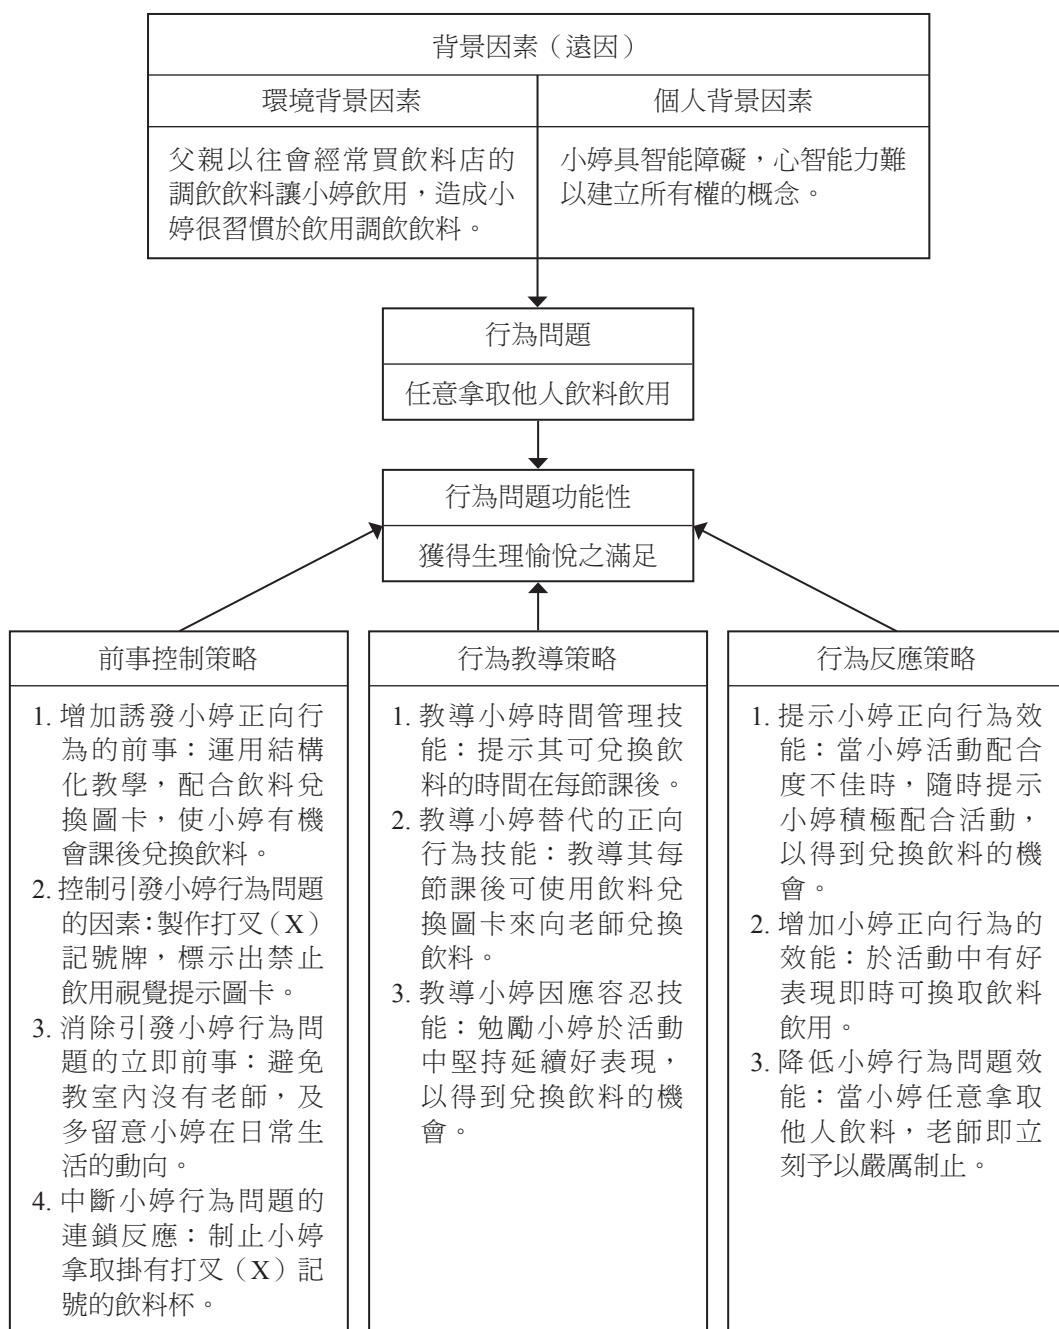 背景因素（遠因）
環境背景因素
個人背景因素
父親以往會經常買飲料店的
調飲飲料讓小婷飲用，造成小
婷很習慣於飲用調飲飲料。
小婷具智能障礙，心智能力難
以建立所有權的概念。
行為問題
任意拿取他人飲料飲用
行為問題功能性
獲得生理愉悅之滿足
前事控制策略
1. 增加誘發小婷正向行
為的前事：運用結構
化教學，配合飲料兌
換圖卡，使小婷有機
會課後兌換飲料。
2. 控制引發小婷行為問題
的因素：製作打叉（X）
記號牌，標示出禁止
飲用視覺提示圖卡。
3. 消除引發小婷行為問
題的立即前事：避免
教室內沒有老師，及
多留意小婷在日常生
活的動向。
4. 中斷小婷行為問題的
連鎖反應：制止小婷
拿取掛有打叉（X）記
號的飲料杯。
行為教導策略
1. 教導小婷時間管理技
能：提示其可兌換飲
料的時間在每節課後。
2. 教導小婷替代的正向
行為技能：教導其每
節課後可使用飲料兌
換圖卡來向老師兌換
飲料。
3. 教導小婷因應容忍技
能：勉勵小婷於活動
中堅持延續好表現，
以得到兌換飲料的機
會。
行為反應策略
1. 提示小婷正向行為效
能：當小婷活動配合
度不佳時，隨時提示
小婷積極配合活動，
以得到兌換飲料的機
會。
2. 增加小婷正向行為的
效能：於活動中有好
表現即時可換取飲料
飲用。
3. 降低小婷行為問題效
能：當小婷任意拿取
他人飲料，老師即立
刻予以嚴厲制止。